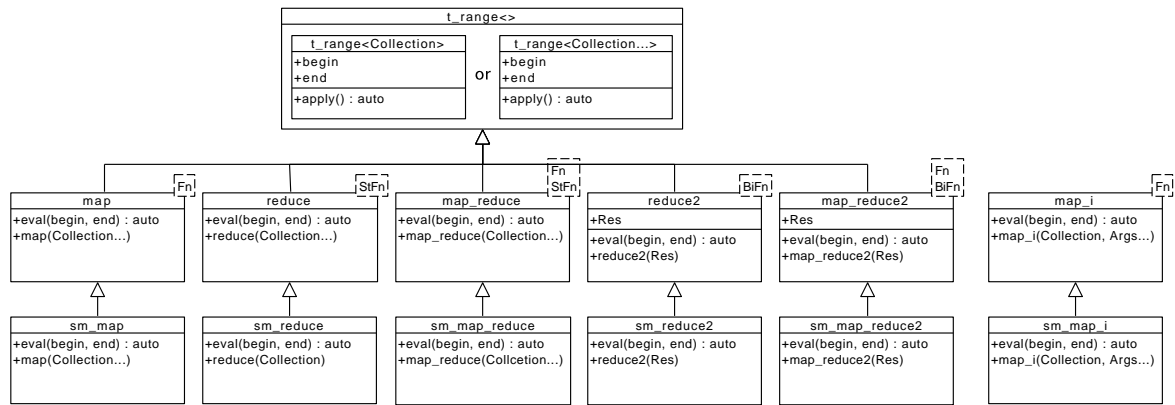 t_range<>
t_range<Collection>
+begin
+end
+apply() : auto
or
t_range<Collection...>
+begin
+end
+apply() : auto
Fn
map
+eval(begin, end) : auto
+map(Collection...)
StFn
reduce
+eval(begin, end) : auto
+reduce(Collection...)
Fn
StFn
map_reduce
+eval(begin, end) : auto
+map_reduce(Collection...)
BiFn
reduce2
+Res
+eval(begin, end) : auto
+reduce2(Res)
Fn
BiFn
map_reduce2
+Res
+eval(begin, end) : auto
+map_reduce2(Res)
Fn
map_i
+eval(begin, end) : auto
+map_i(Collection, Args...)
sm_map
+eval(begin, end) : auto
+map(Collection...)
sm_reduce
+eval(begin, end) : auto
+reduce(Collection)
sm_map_reduce
+eval(begin, end) : auto
+map_reduce(Collcetion...)
sm_reduce2
+eval(begin, end) : auto
+reduce2(Res)
sm_map_reduce2
+eval(begin, end) : auto
+map_reduce2(Res)
sm_map_i
+eval(begin, end) : auto
+map_i(Collection, Args...)